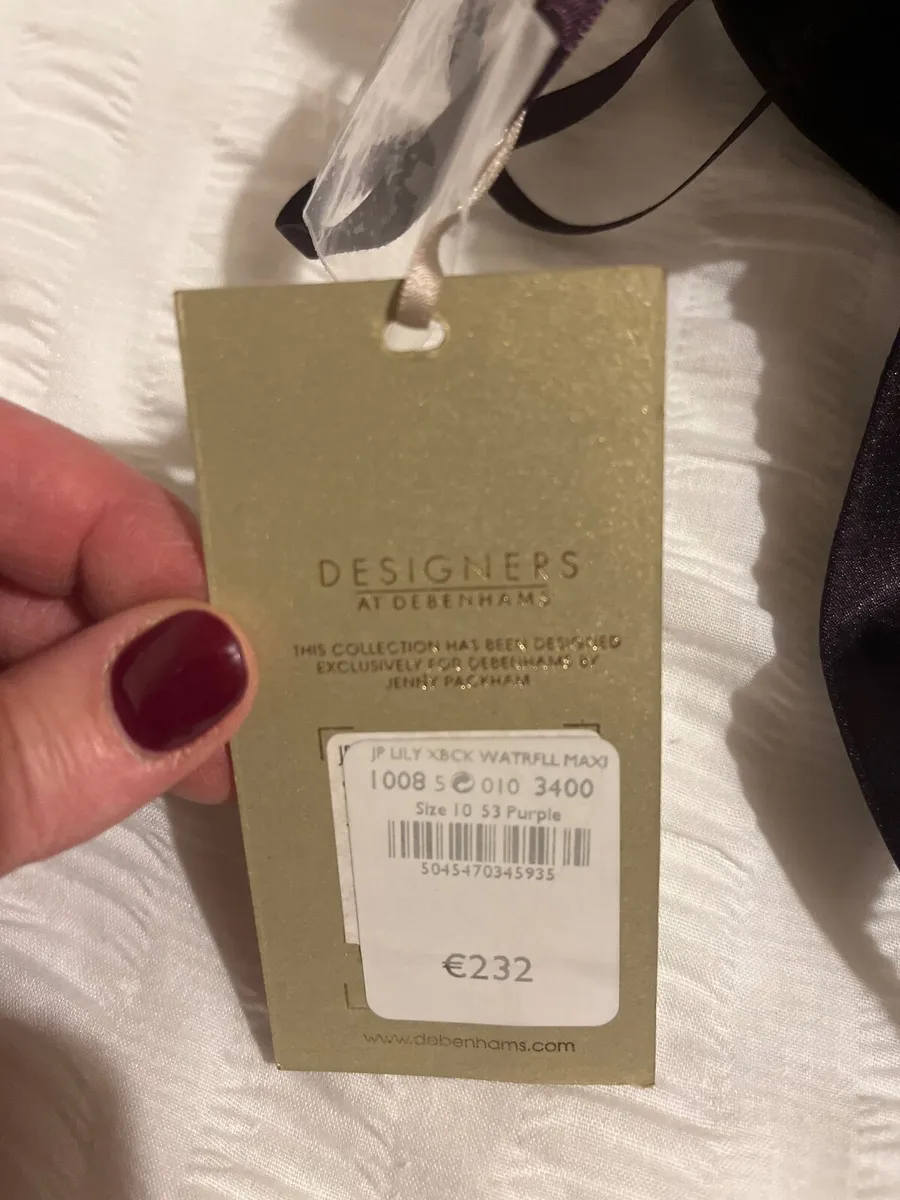 DESIGNERS
AT DEBENHAMS
THIS COLLECTION HAS BEEN DESIGNED
EXCLUSIVELY FOR DEBENHAMS BY
JENNY PACKHAM
JP LILY XBCK WATRFLL MAXI
1008 5 010 3400
Size 10 53 Purple
5045470345935
€232
www.debenhams.com